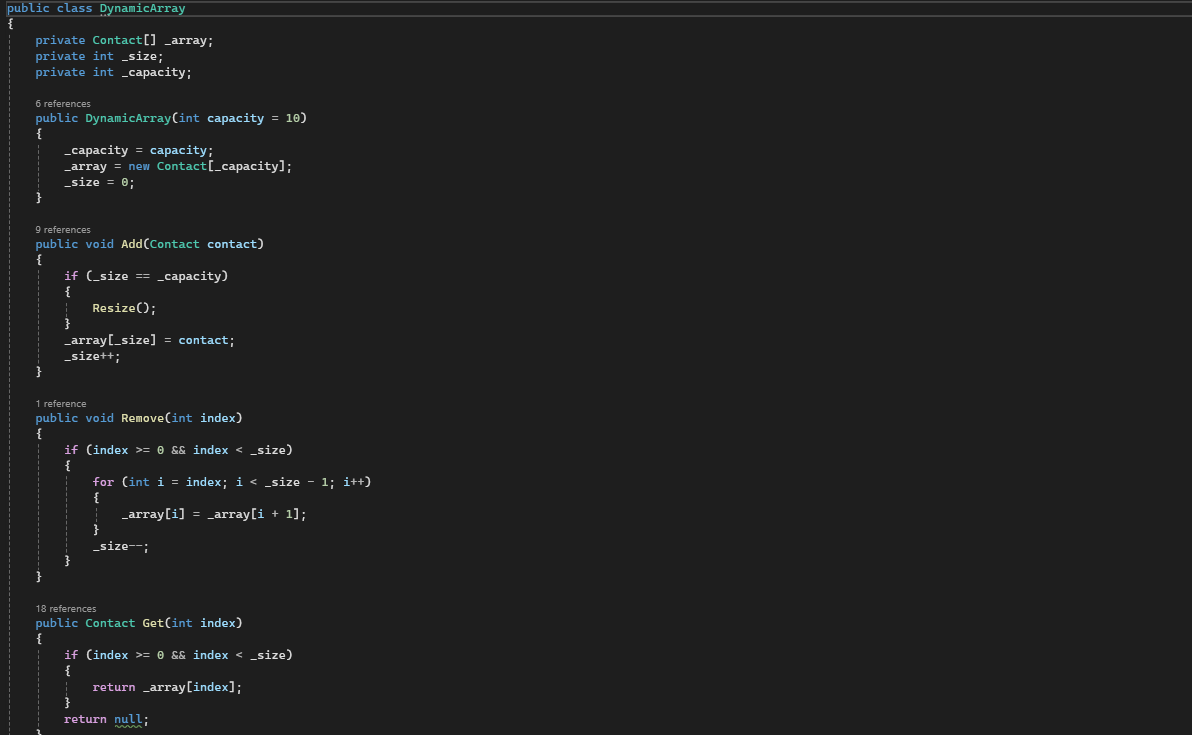 public class DynamicArray
{
    private Contact[] _array;
    private int _size;
    private int _capacity;

    6 references
    public DynamicArray(int capacity = 10)
    {
        _capacity = capacity;
        _array = new Contact[_capacity];
        _size = 0;
    }

    9 references
    public void Add(Contact contact)
    {
        if (_size == _capacity)
        {
            Resize();
        }
        _array[_size] = contact;
        _size++;
    }

    1 reference
    public void Remove(int index)
    {
        if (index >= 0 && index < _size)
        {
            for (int i = index; i < _size - 1; i++)
            {
                _array[i] = _array[i + 1];
            }
            _size--;
        }
    }

    18 references
    public Contact Get(int index)
    {
        if (index >= 0 && index < _size)
        {
            return _array[index];
        }
        return null;
    }